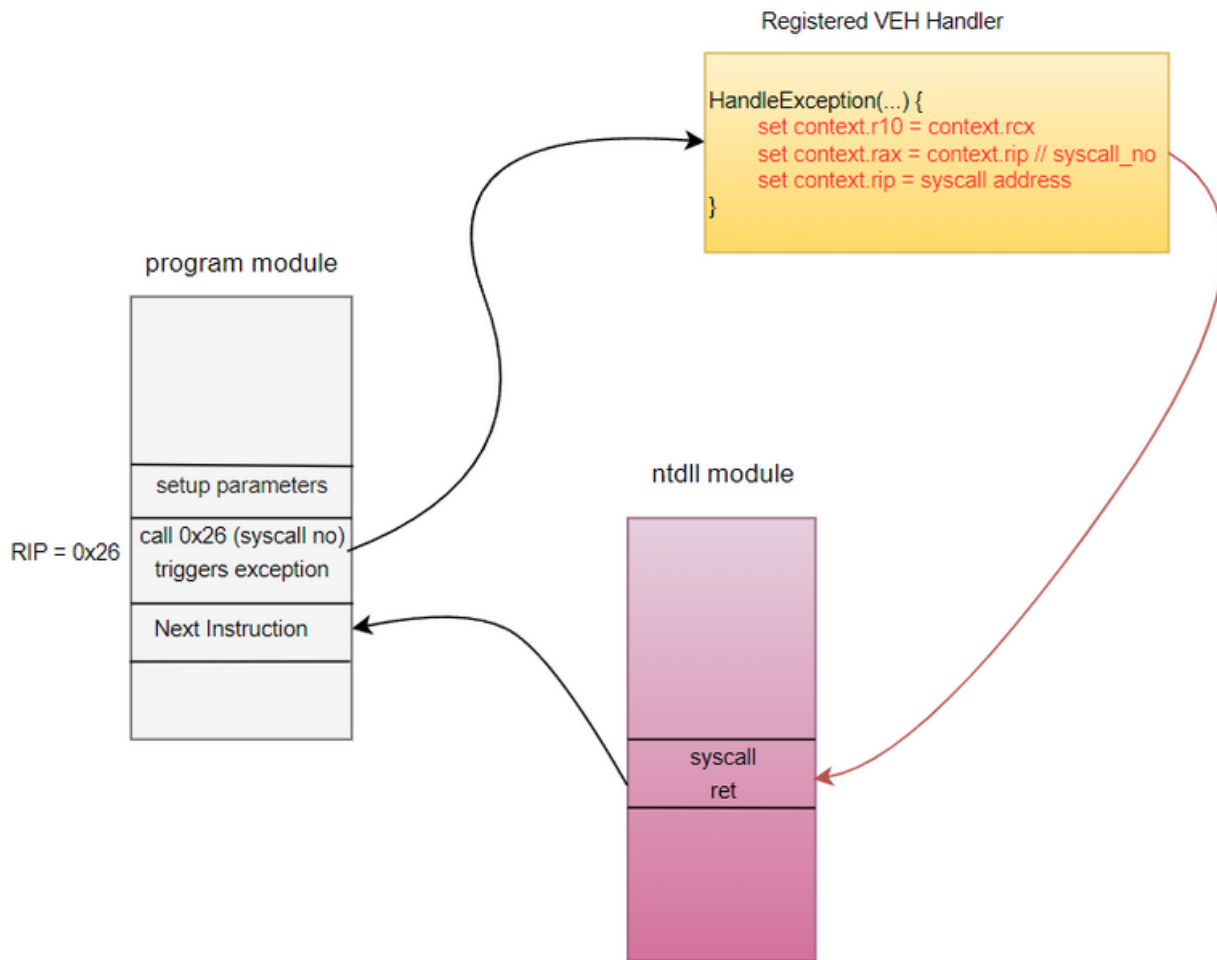 Registered VEH Handler
HandleException(...) {
set context.r10 = context.rcx
set context.rax = context.rip // syscall_no
set context.rip = syscall address
}
program module
setup parameters
RIP = 0x26
call 0x26 (syscall no)
triggers exception
Next Instruction
ntdll module
syscall
ret